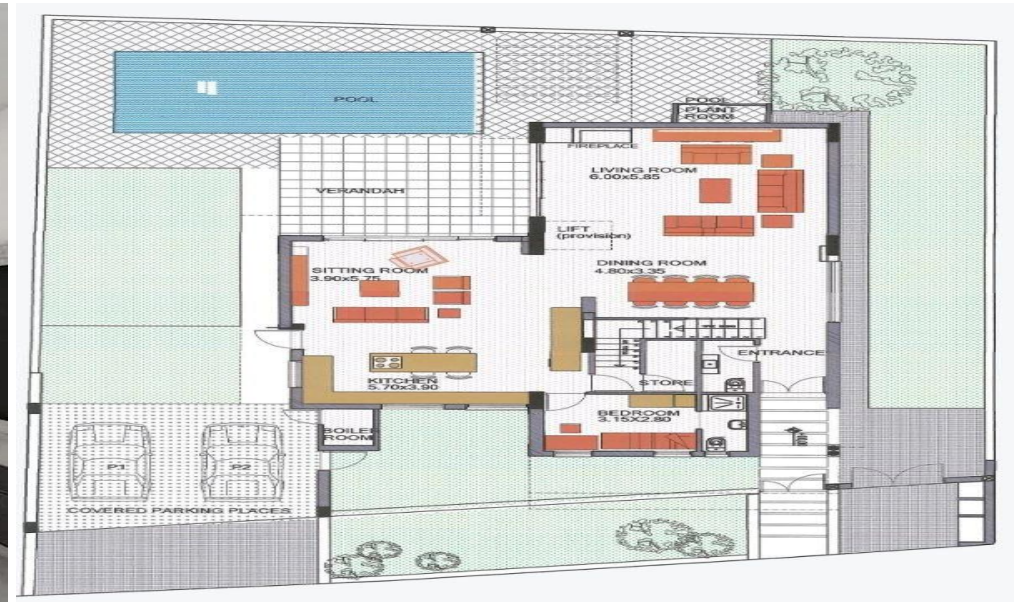 POOL
POOL
PLANT
ROOM
FIREPLACE
LIVING ROOM
6.00x5.85
VERANDAH
LIFT
(provision)
SITTING ROOM
3.90x5.75
DINING ROOM
4.80x3.35
ENTRANCE
KITCHEN
5.70x3.90
STORE
BEDROOM
3.15X2.80
BOILER
ROOM
P1
P2
COVERED PARKING PLACES